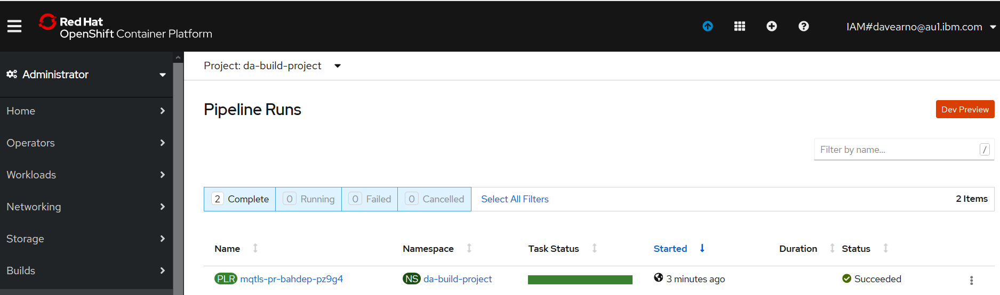 Red Hat
OpenShift Container Platform
IAM#davearno@au1.ibm.com
Administrator
Home
Operators
Workloads
Networking
Storage
Builds
Project: da-build-project
Pipeline Runs
Dev Preview
Filter by name...
/
2 Complete 0 Running 0 Failed 0 Cancelled Select All Filters 2 Items
Name Namespace Task Status Started Duration Status
PLR mqtls-pr-bahdep-pz9g4 NS da-build-project 3 minutes ago Succeeded